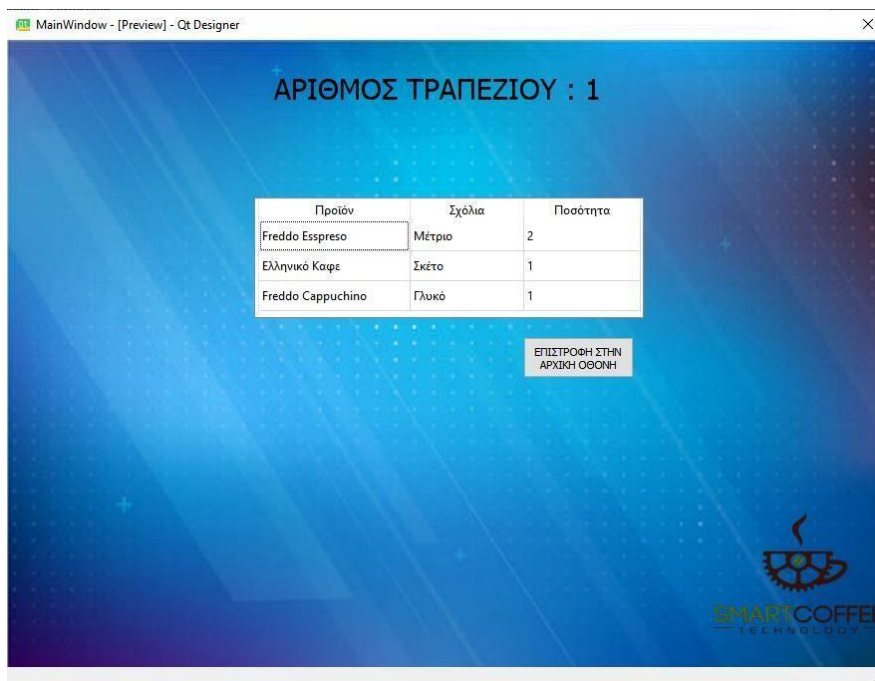 MainWindow - [Preview] - Qt Designer
ΑΡΙΘΜΟΣ ΤΡΑΠΕΖΙΟΥ : 1
Προϊόν Σχόλια Ποσότητα
Freddo Esspreso Μέτριο 2
Ελληνικό Καφε Σκέτο 1
Freddo Cappuchino Γλυκό 1
ΕΠΙΣΤΡΟΦΗ ΣΤΗΝ
ΑΡΧΙΚΗ ΟΘΟΝΗ
SMARTCOFFEE
TECHNOLOGY